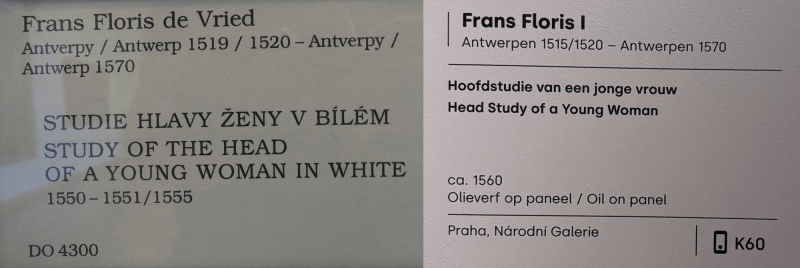 Frans Floris de Vried
Antverpy / Antwerp 1519 / 1520 – Antverpy /
Antwerp 1570
STUDIE HLAVY ŽENY V BÍLÉM
STUDY OF THE HEAD
OF A YOUNG WOMAN IN WHITE
1550 – 1551/1555
DO 4300
Frans Floris I
Antwerpen 1515/1520 – Antwerpen 1570
Hoofdstudie van een jonge vrouw
Head Study of a Young Woman
ca. 1560
Olieverf op paneel / Oil on panel
Praha, Národní Galerie
K60